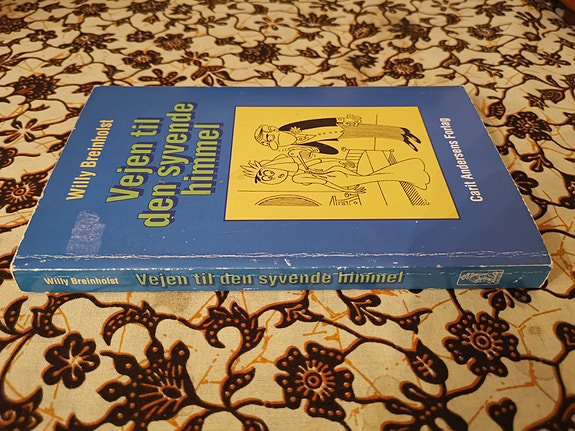 Willy Breinholst
Vejen til
den syvende
himmel
Carit Andersens Forlag
Willy Breinholst
Vejen til den syvende himmel